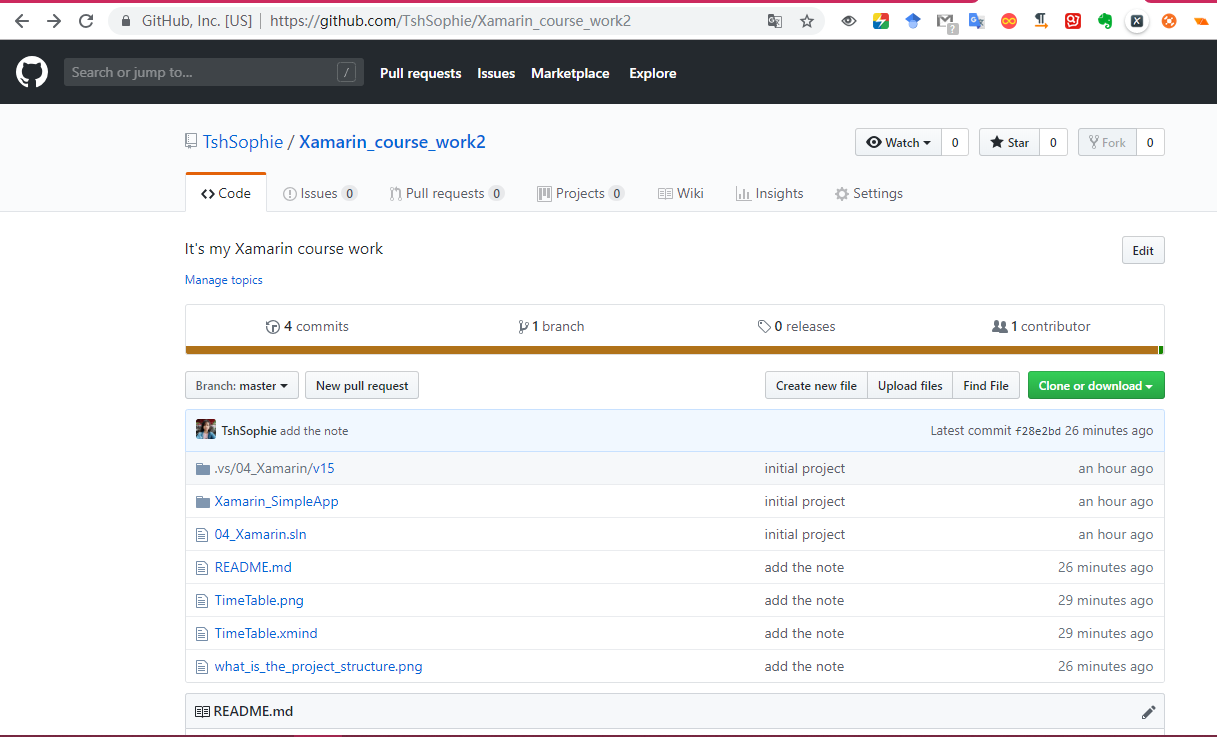 GitHub, Inc. [US] | https://github.com/TshSophie/Xamarin_course_work2
Search or jump to... /
Pull requests Issues Marketplace Explore
TshSophie / Xamarin_course_work2
Watch 0 Star 0 Fork 0
Code Issues 0 Pull requests 0 Projects 0 Wiki Insights Settings
It's my Xamarin course work
Edit
Manage topics
4 commits 1 branch 0 releases 1 contributor
Branch: master New pull request Create new file Upload files Find File Clone or download
TshSophie add the note Latest commit f28e2bd 26 minutes ago
.vs/04_Xamarin/v15 initial project an hour ago
Xamarin_SimpleApp initial project an hour ago
04_Xamarin.sln initial project an hour ago
README.md add the note 26 minutes ago
TimeTable.png add the note 29 minutes ago
TimeTable.xmind add the note 29 minutes ago
what_is_the_project_structure.png add the note 26 minutes ago
README.md